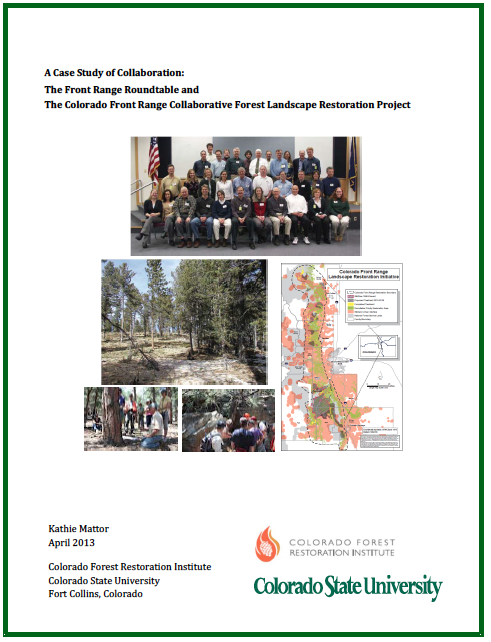 A Case Study of Collaboration:
The Front Range Roundtable and
The Colorado Front Range Collaborative Forest Landscape Restoration Project
Colorado Front Range
Landscape Restoration Initiative
Kathie Mattor
April 2013
Colorado Forest Restoration Institute
Colorado State University
Fort Collins, Colorado
COLORADO FOREST
RESTORATION INSTITUTE
Colorado State University